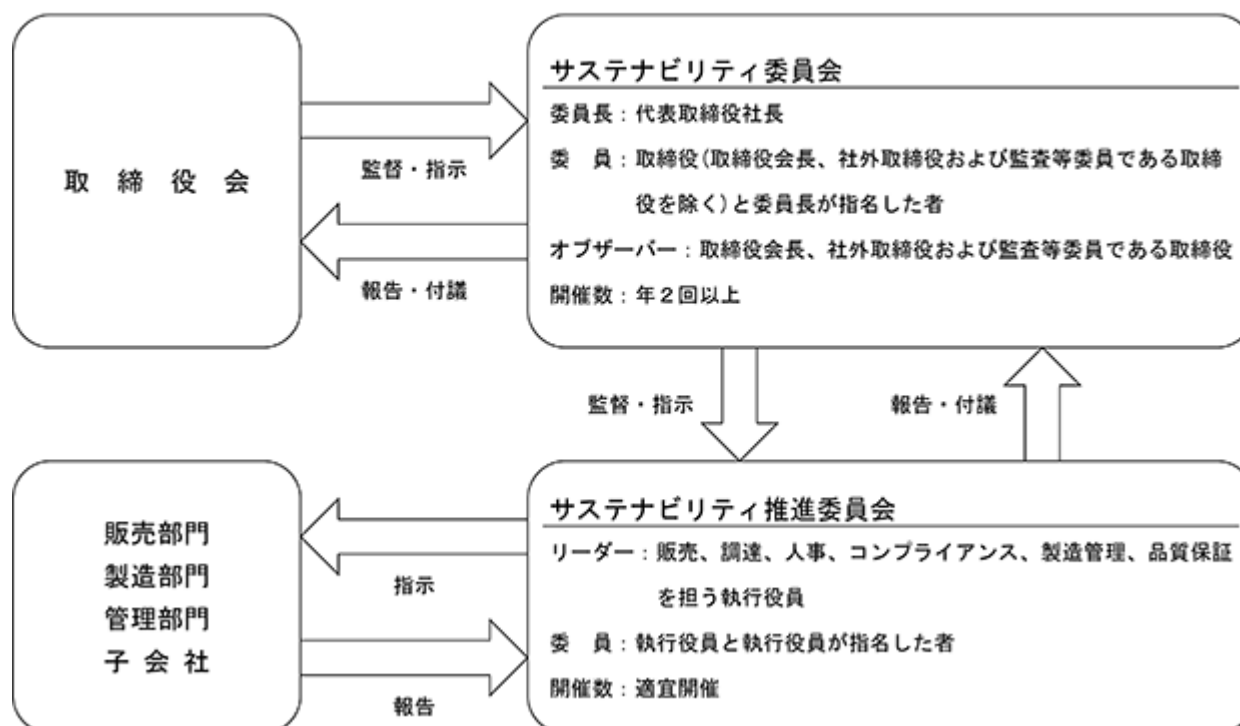 取　締　役　会
監督・指示
報告・付議
サステナビリティ委員会
委員長：代表取締役社長
委　員：取締役(取締役会長、社外取締役および監査等委員である取締
役を除く)と委員長が指名した者
オブザーバー：取締役会長、社外取締役および監査等委員である取締役
開催数：年２回以上
監督・指示
報告・付議
販売部門
製造部門
管理部門
子 会 社
指示
報告
サステナビリティ推進委員会
リーダー：販売、調達、人事、コンプライアンス、製造管理、品質保証
を担う執行役員
委　員：執行役員と執行役員が指名した者
開催数：適宜開催